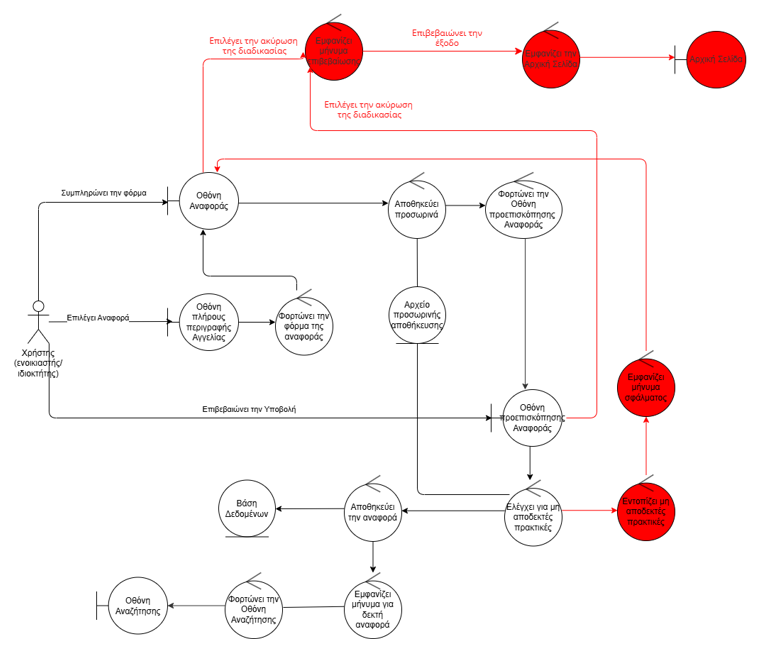 Επιλέγει την ακύρωση
της διαδικασίας
Εμφανίζει
μήνυμα
επιβεβαίωσης
Επιβεβαιώνει την
έξοδο
Εμφανίζει την
Αρχική Σελίδα
Αρχική Σελίδα
Επιλέγει την ακύρωση
της διαδικασίας
Συμπληρώνει την φόρμα
Οθόνη
Αναφοράς
Αποθηκεύει
προσωρινά
Φορτώνει την
Οθόνη
προεπισκόπησης
Αναφοράς
Επιλέγει Αναφορά
Οθόνη
πλήρους
περιγραφής
Αγγελίας
Φορτώνει την
φόρμα της
αναφοράς
Αρχείο
προσωρινής
αποθήκευσης
Χρήστης
(ενοικιαστής/
ιδιοκτήτης)
Εμφανίζει
μήνυμα
σφάλματος
Επιβεβαιώνει την Υποβολή
Οθόνη
προεπισκόπησης
Αναφοράς
Βάση
Δεδομένων
Αποθηκεύει
την αναφορά
Ελέγχει για μη
αποδεκτές
πρακτικές
Εντοπίζει μη
αποδεκτές
πρακτικές
Οθόνη
Αναζήτησης
Φορτώνει την
Οθόνη
Αναζήτησης
Εμφανίζει
μήνυμα για
δεκτή
αναφορά